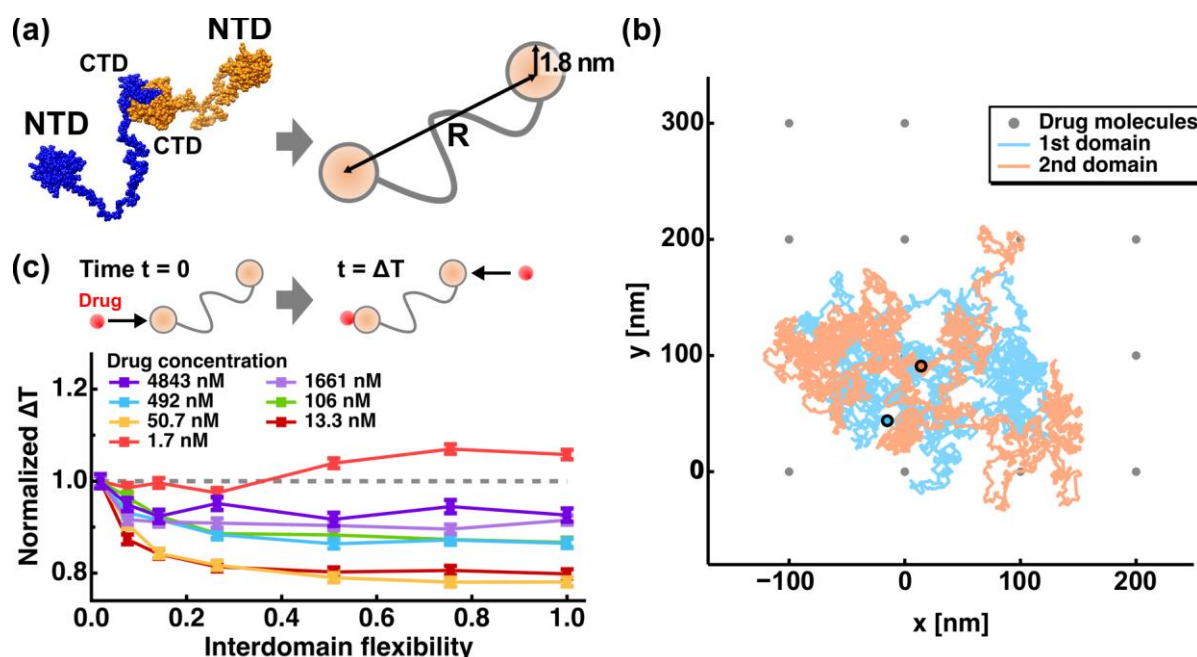 (a)
NTD
CTD
NTD
CTD
1.8 nm
R
(b)
Drug molecules
1st domain
2nd domain
300
200
100
0
y [nm]
−100
0
100
200
x [nm]
(c)
Time t = 0
t = ΔT
Drug
Drug concentration
4843 nM
1661 nM
492 nM
106 nM
50.7 nM
13.3 nM
1.7 nM
1.2
1.0
0.8
Normalized ΔT
0.0
0.2
0.4
0.6
0.8
1.0
Interdomain flexibility